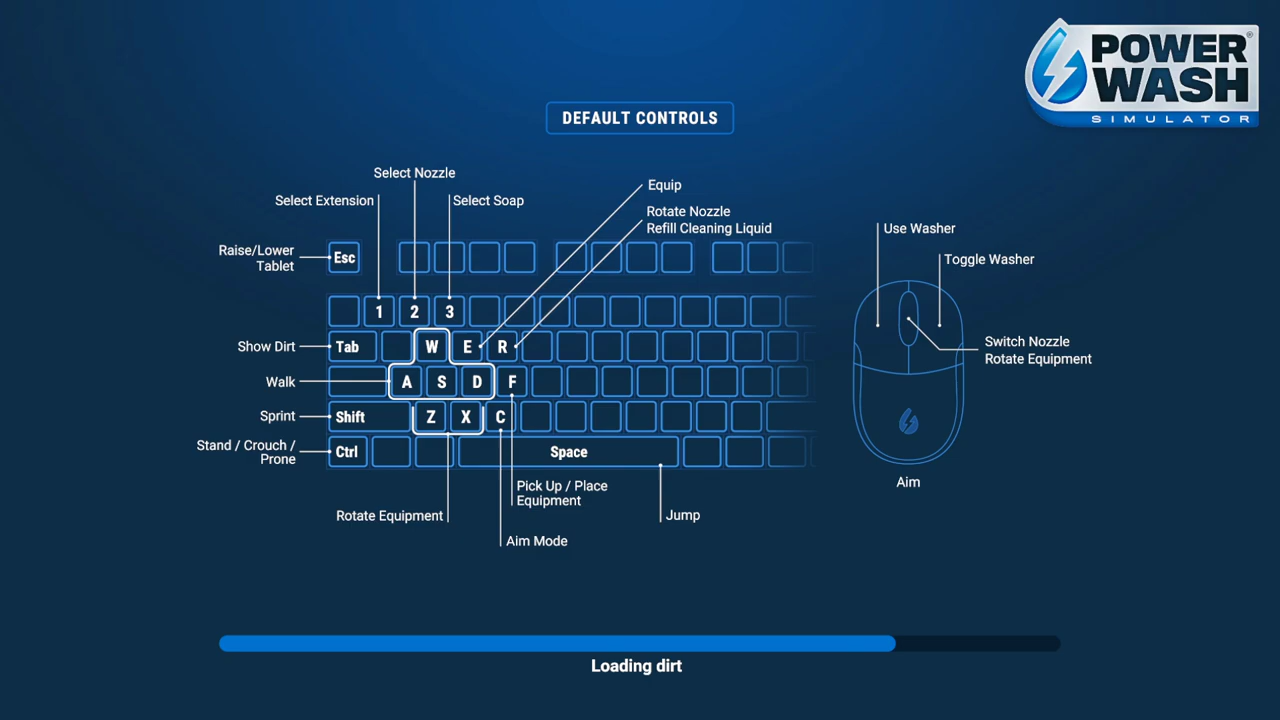 POWER
WASH
SIMULATOR
DEFAULT CONTROLS
Select Nozzle
Select Extension
Select Soap
Equip
Rotate Nozzle
Refill Cleaning Liquid
Raise/Lower
Tablet
Esc
Use Washer
Toggle Washer
1 2 3
Show Dirt
Tab W E R
Switch Nozzle
Rotate Equipment
Walk
A S D F
Sprint
Shift Z X C
Stand / Crouch /
Prone
Ctrl Space
Aim
Pick Up / Place
Equipment
Rotate Equipment
Jump
Aim Mode
Loading dirt